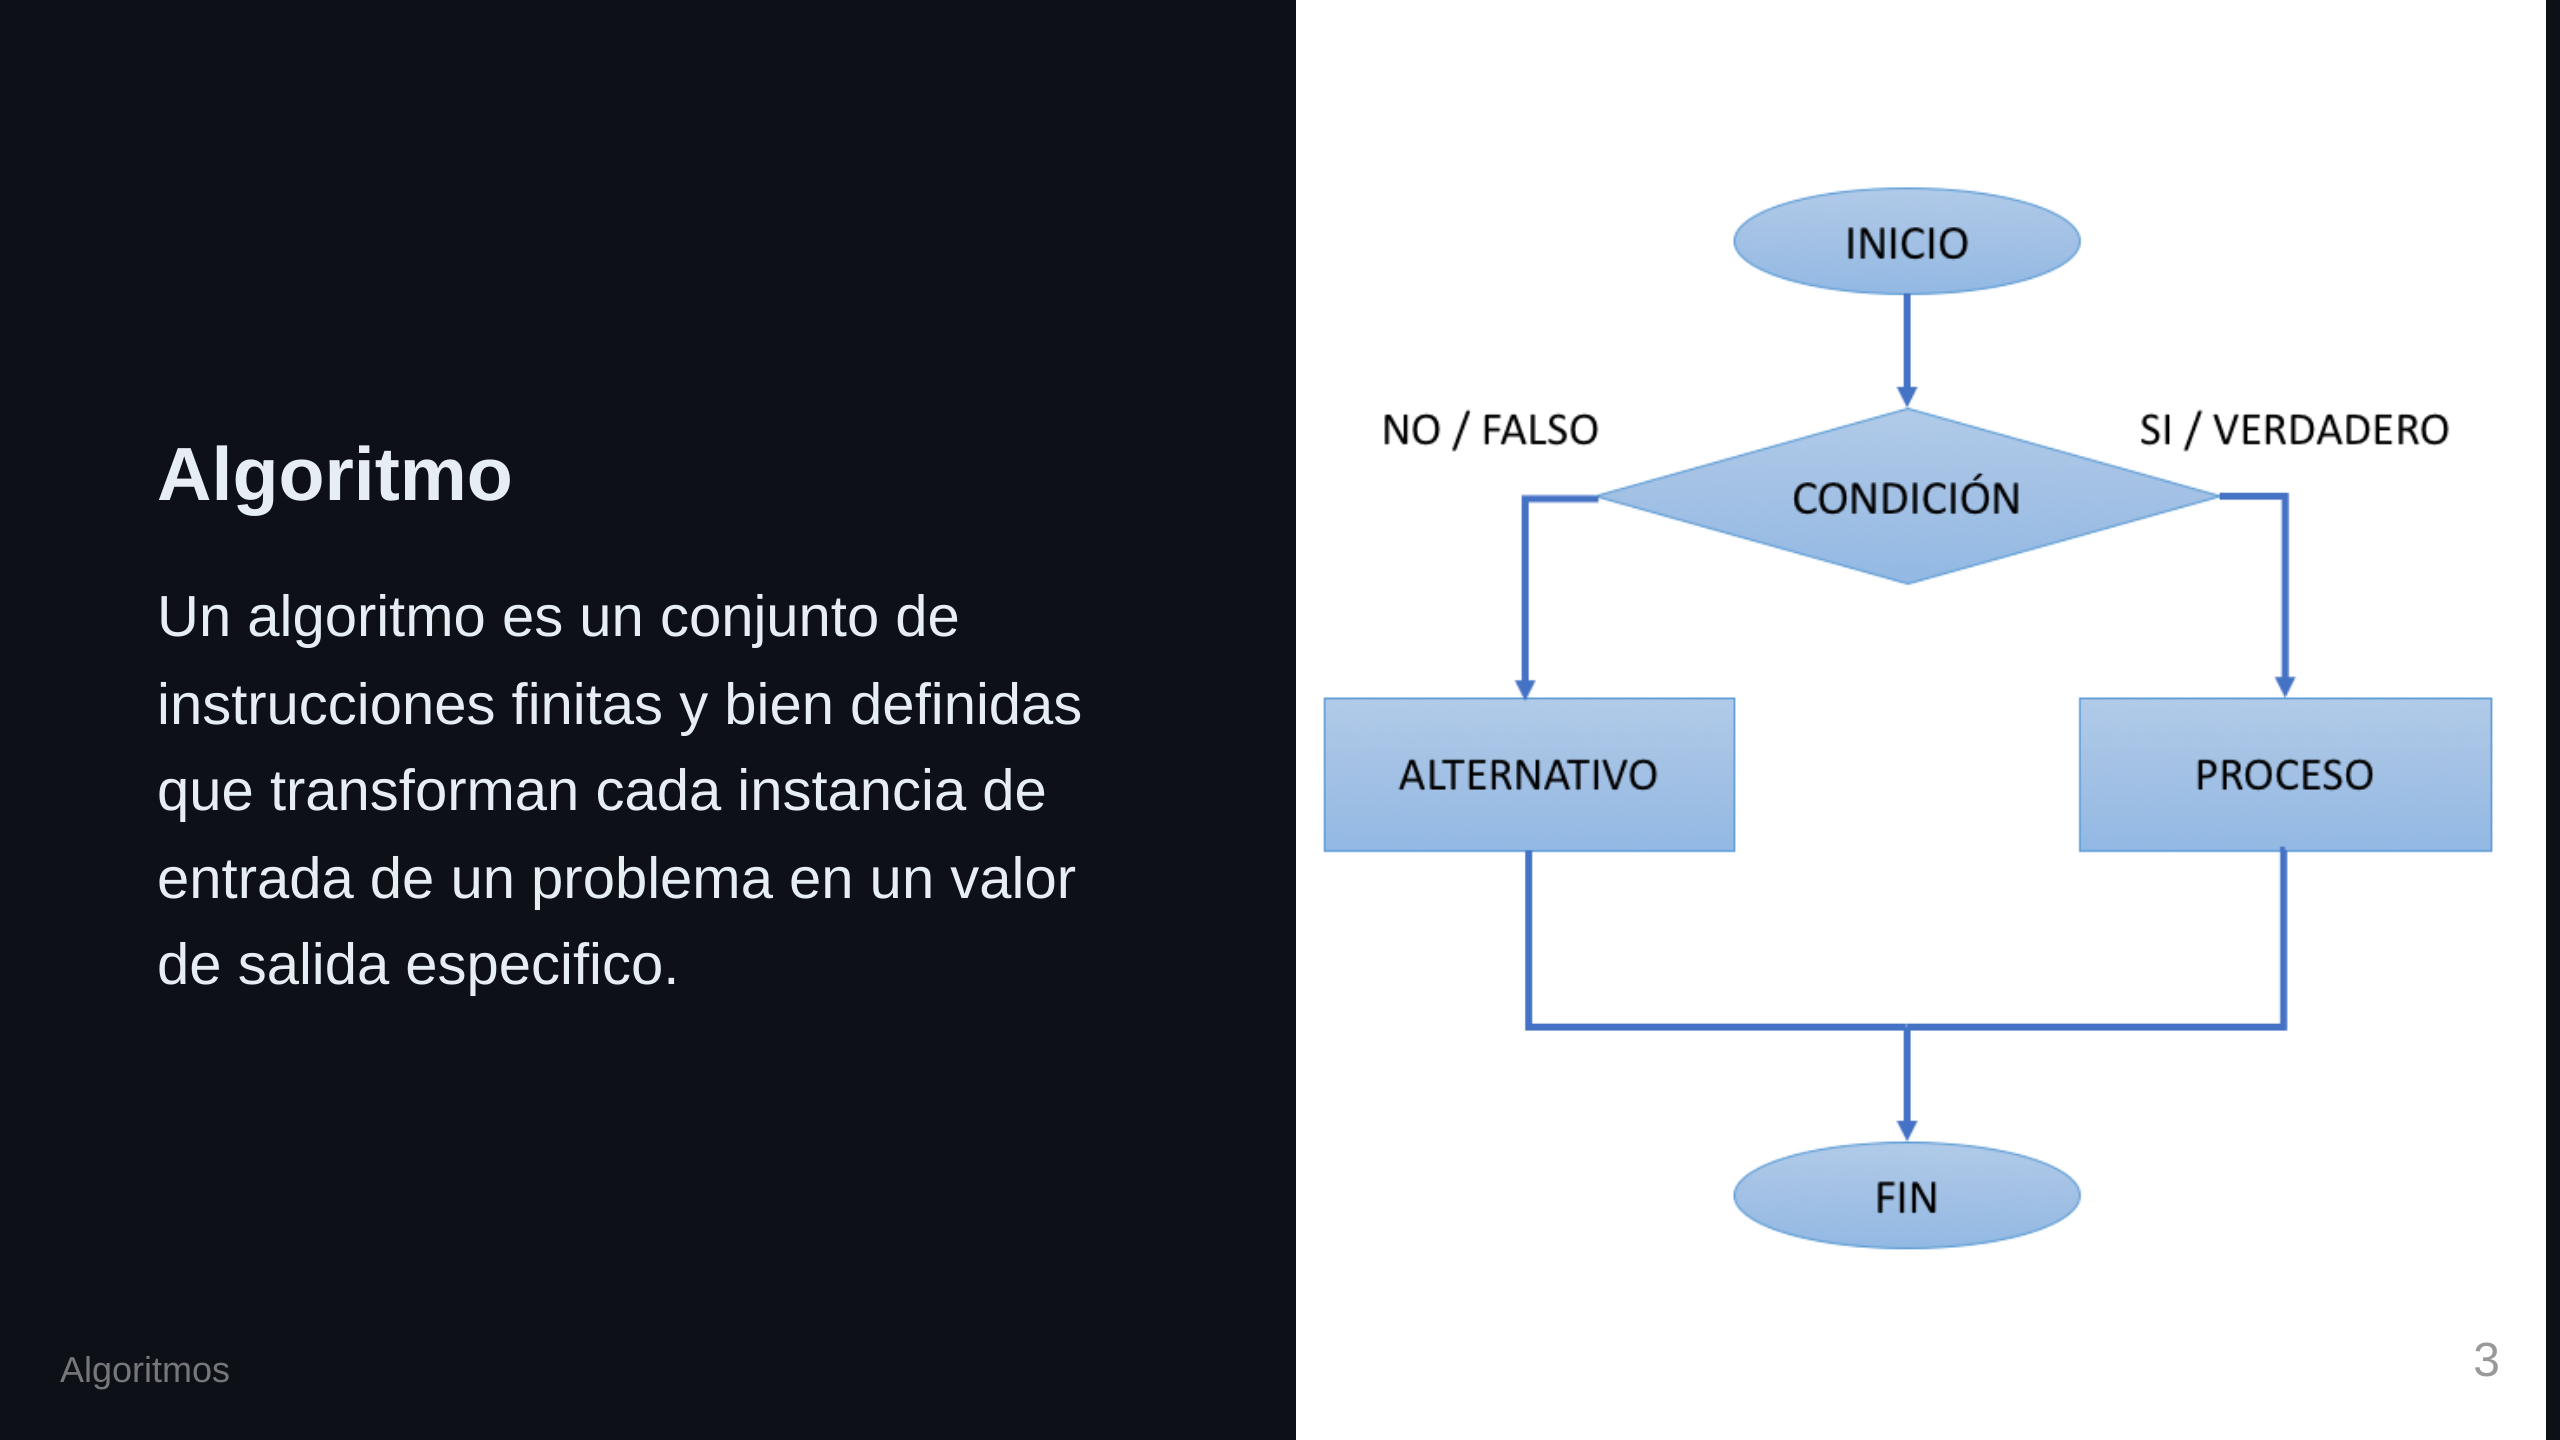 Algoritmo
Un algoritmo es un conjunto de
instrucciones finitas y bien definidas
que transforman cada instancia de
entrada de un problema en un valor
de salida especifico.
INICIO
NO / FALSO
SI / VERDADERO
CONDICIÓN
ALTERNATIVO
PROCESO
FIN
Algoritmos
3